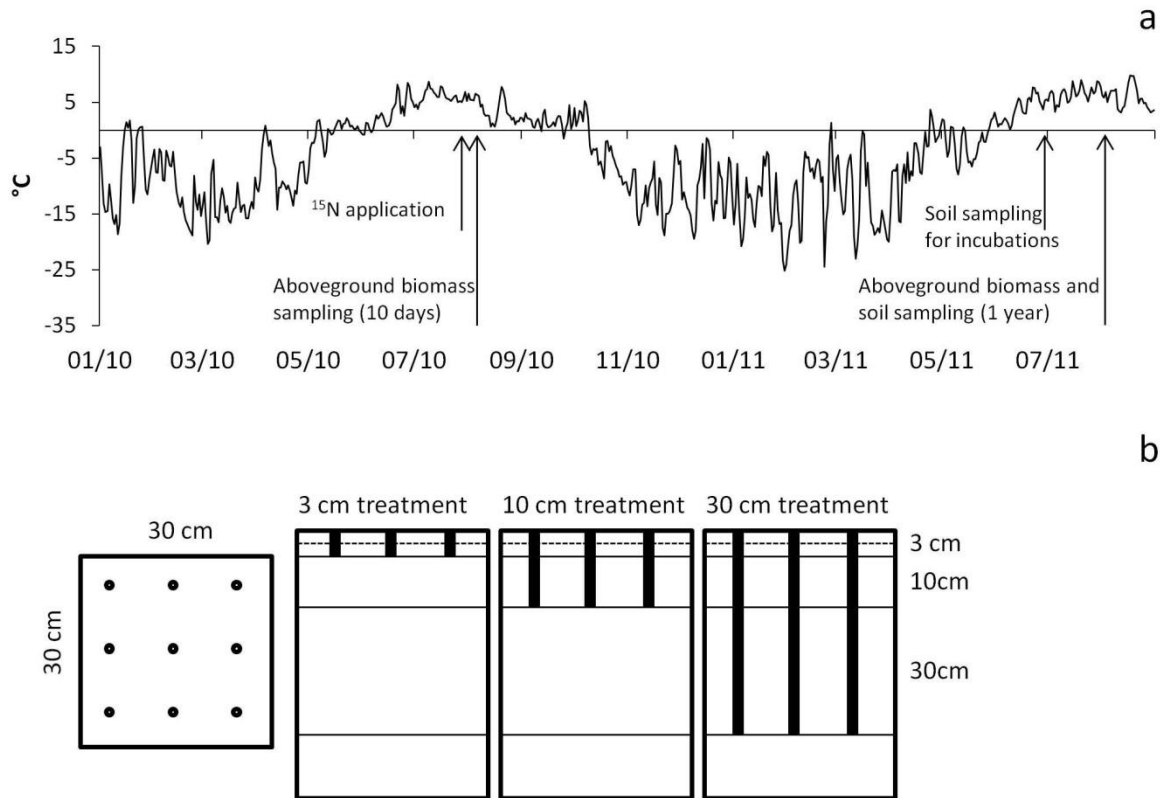 a
15
5
-5
-15
-25
-35
°C
¹⁵N application
Aboveground biomass
sampling (10 days)
Soil sampling
for incubations
Aboveground biomass and
soil sampling (1 year)
01/10 03/10 05/10 07/10 09/10 11/10 01/11 03/11 05/11 07/11
b
30 cm
30 cm
3 cm treatment
10 cm treatment
30 cm treatment
3 cm
10cm
30cm